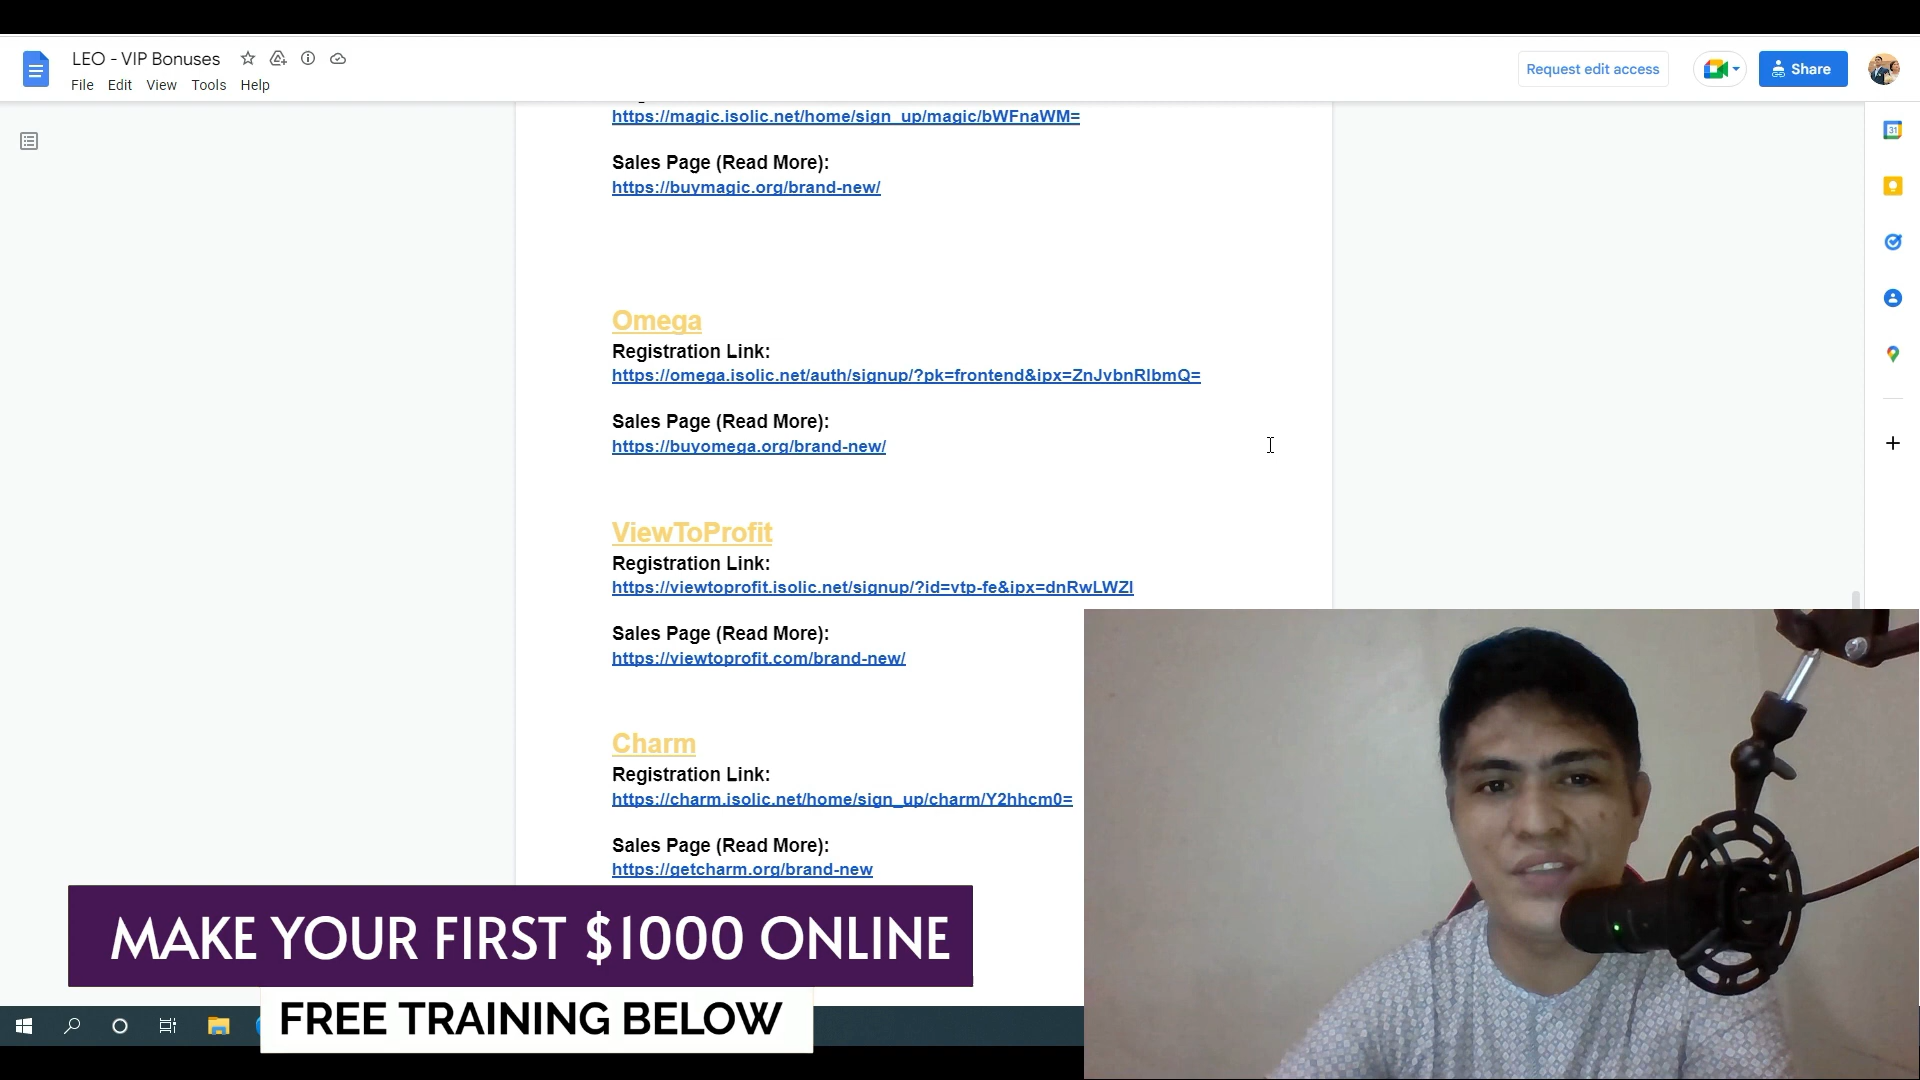 LEO - VIP Bonuses
Request edit access
Share
File Edit View Tools Help
https://magic.isolic.net/home/sign_up/magic/bWFnaWM=
Sales Page (Read More):
https://buymagic.org/brand-new/
Omega
Registration Link:
https://omega.isolic.net/auth/signup/?pk=frontend&ipx=ZnJvbnRlbmQ=
Sales Page (Read More):
https://buyomega.org/brand-new/
ViewToProfit
Registration Link:
https://viewtoprofit.isolic.net/signup/?id=vtp-fe&ipx=dnRwLWZl
Sales Page (Read More):
https://viewtoprofit.com/brand-new/
Charm
Registration Link:
https://charm.isolic.net/home/sign_up/charm/Y2hhcm0=
Sales Page (Read More):
https://getcharm.org/brand-new
MAKE YOUR FIRST $1000 ONLINE
FREE TRAINING BELOW
31